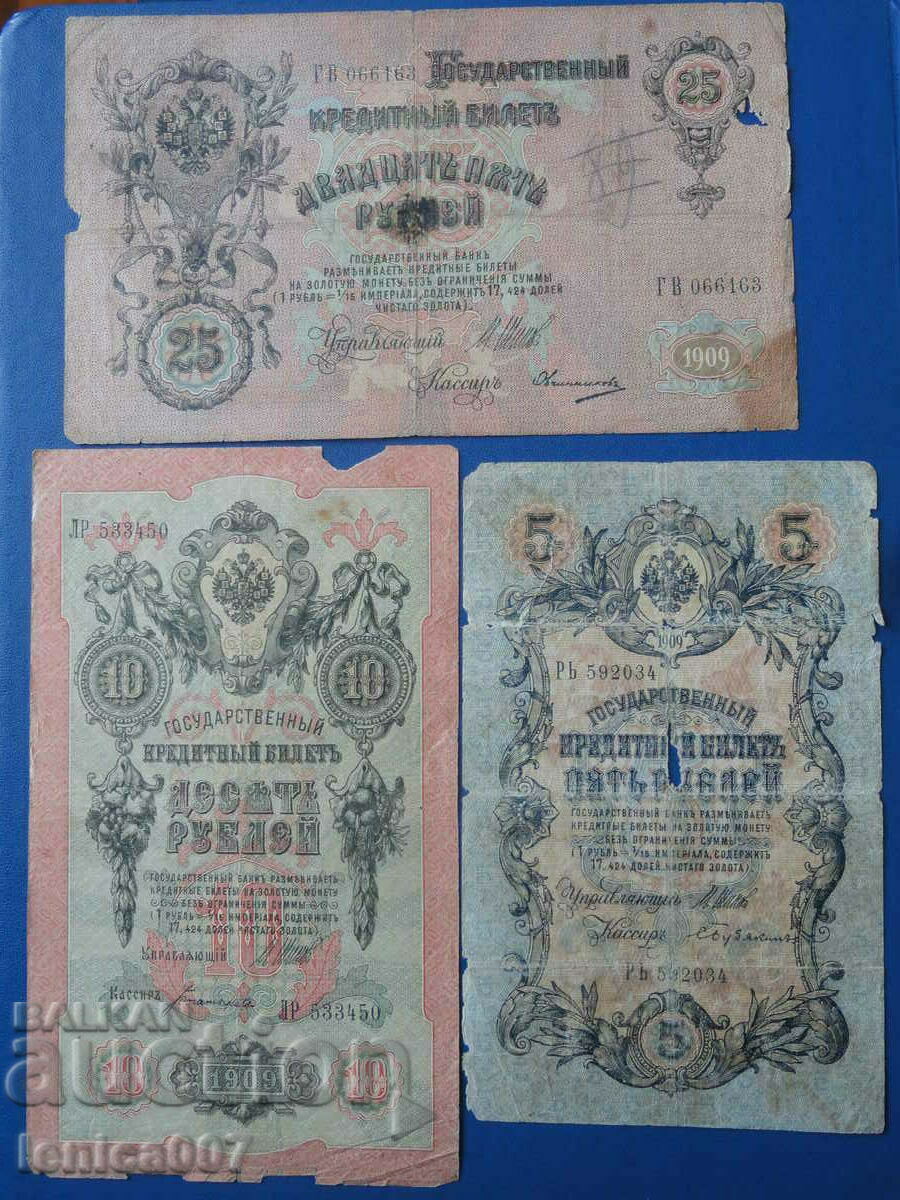 ГВ 066163 Государственный
25
Кредитный Билетъ
Двадцать пять
Рублей
Государственный банкъ
размѣниваетъ кредитные билеты
на золотую монету безъ ограниченія суммы
(1 рубль = 1/15 имперіала, содержитъ 17, 424 долей
чистаго золота).
ГВ 066163
25
Управляющій
1909
Кассиръ Овчинниковъ
ЛР 533450
10 10
Государственный
Кредитный Билетъ
Десять
Рублей
(Государственный банкъ размѣниваетъ
кредитные билеты на золотую монету
безъ ограниченія суммы
(1 рубль = 1/15 имперіала, содержитъ
17, 424 долей чистаго золота).
10
Управляющій
Кассиръ
ЛР 533450
10 1909 10
5 5
1909
РЬ 592034
Государственный
Кредитный Билетъ
Пять Рублей
Государственный банкъ размѣниваетъ
кредитные билеты на золотую монету
безъ ограниченія суммы
(1 рубль = 1/15 имперіала, содержитъ
17, 424 долей чистаго золота).
Управляющій
Кассиръ
РЬ 592034
5
BALKAN
auction
lenica007